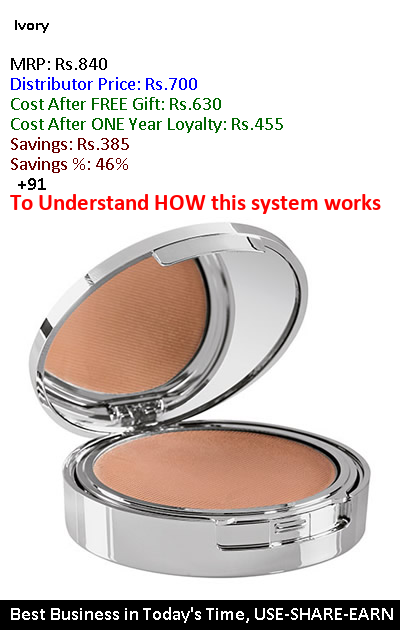 Ivory
MRP: Rs.840
Distributor Price: Rs.700
Cost After FREE Gift: Rs.630
Cost After ONE Year Loyalty: Rs.455
Savings: Rs.385
Savings %: 46%
+91
To Understand HOW this system works
Best Business in Today's Time, USE-SHARE-EARN